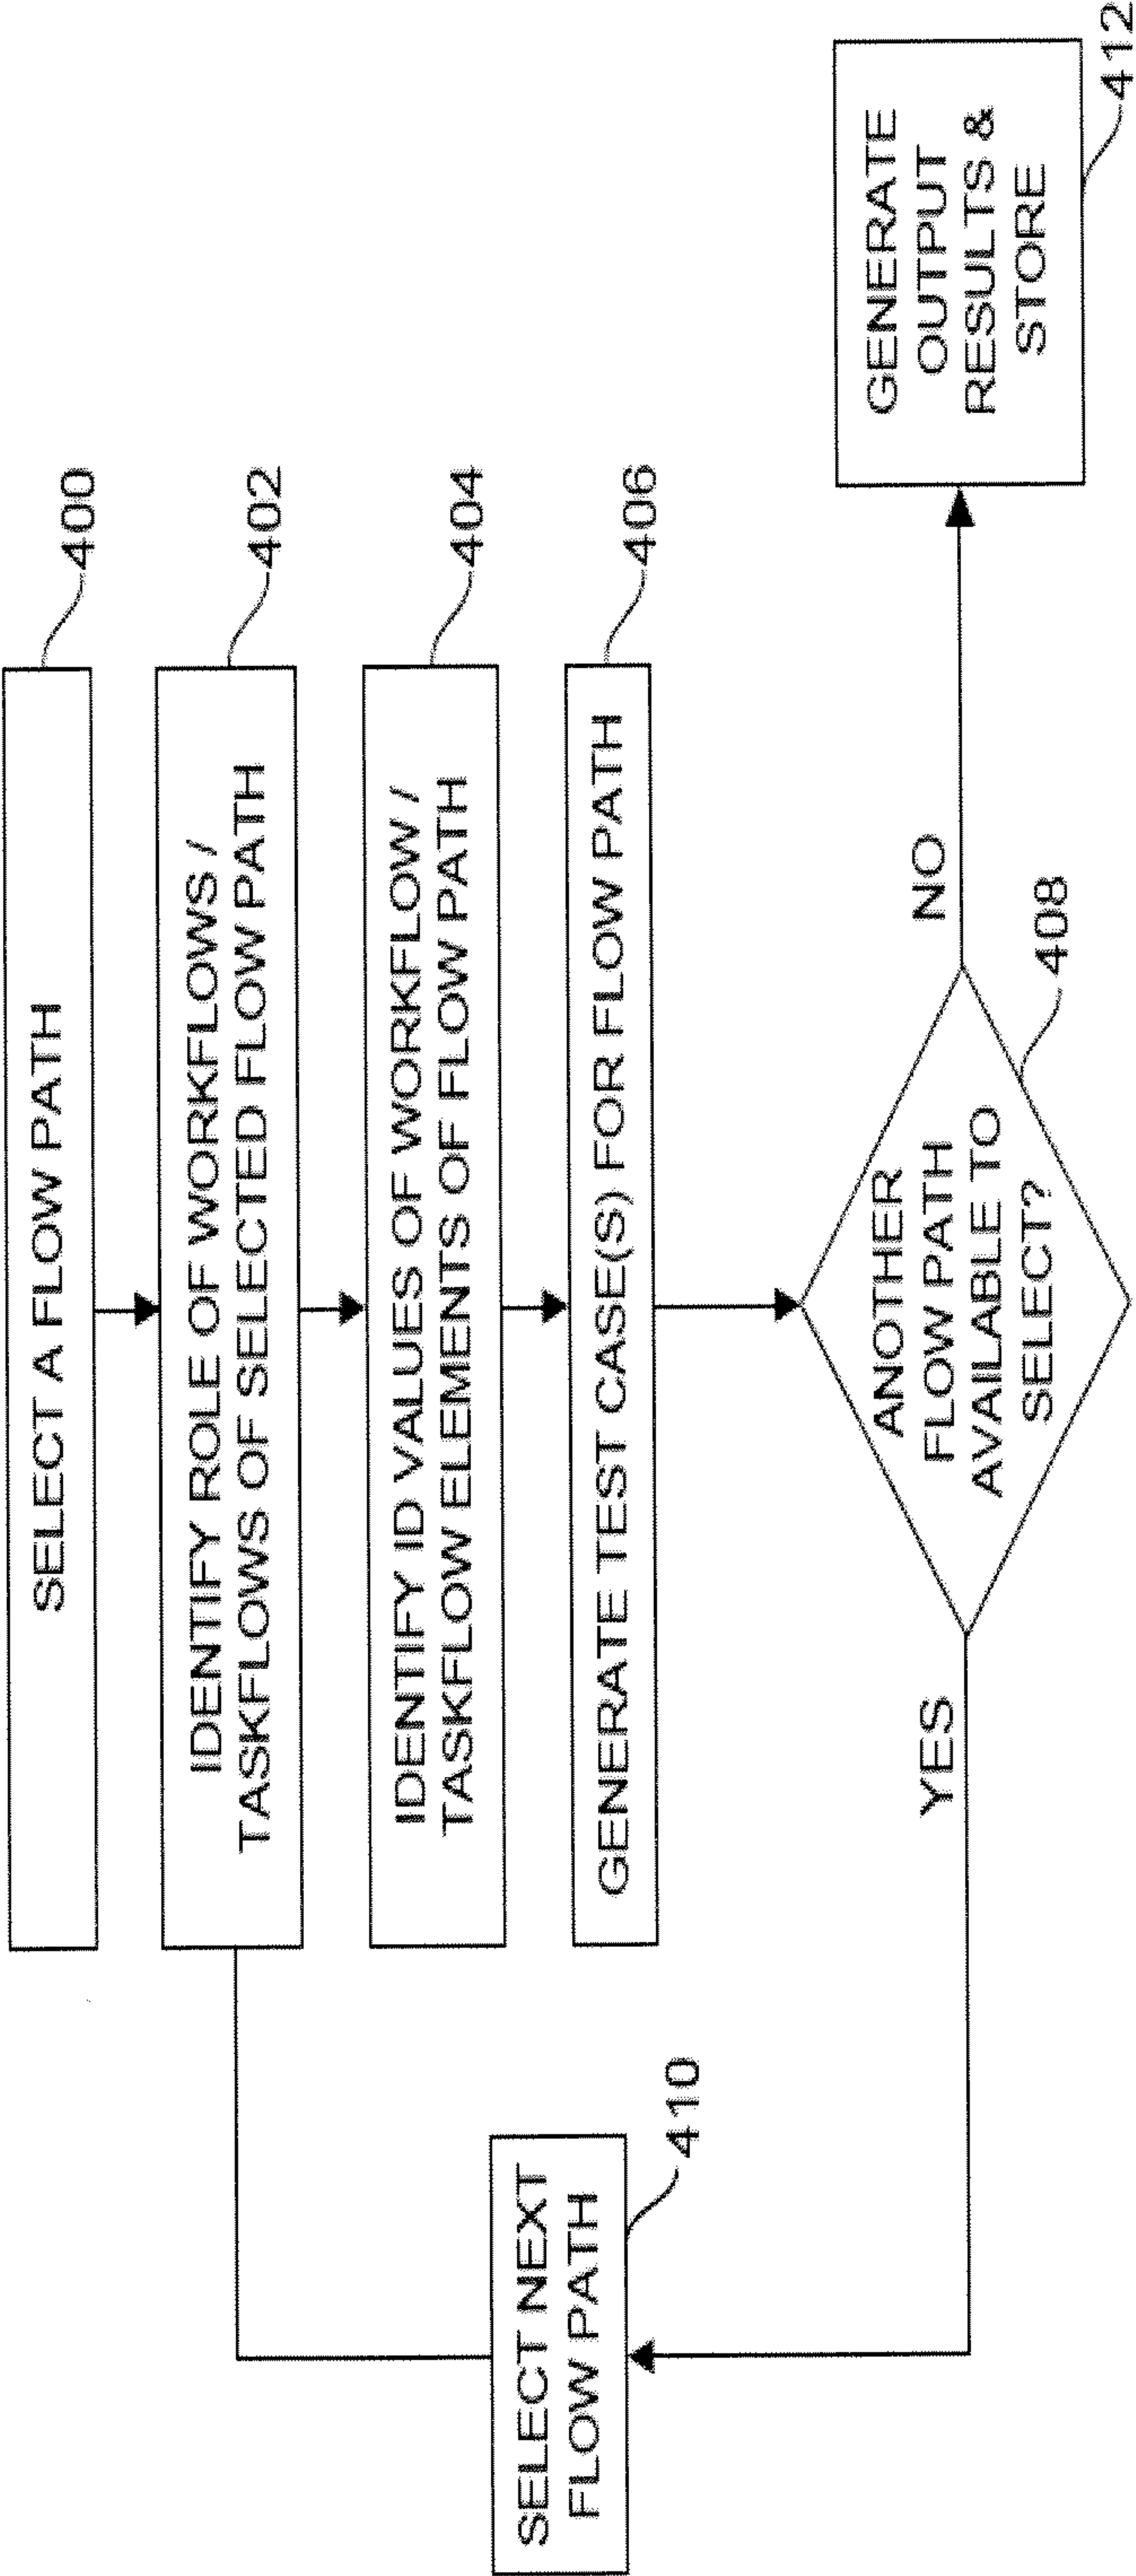 SELECT A FLOW PATH
400
IDENTIFY ROLE OF WORKFLOWS /
TASKFLOWS OF SELECTED FLOW PATH
402
IDENTIFY ID VALUES OF WORKFLOW /
TASKFLOW ELEMENTS OF FLOW PATH
404
GENERATE TEST CASE(S) FOR FLOW PATH
406
ANOTHER
FLOW PATH
AVAILABLE TO
SELECT?
408
YES
NO
SELECT NEXT
FLOW PATH
410
GENERATE
OUTPUT
RESULTS &
STORE
412